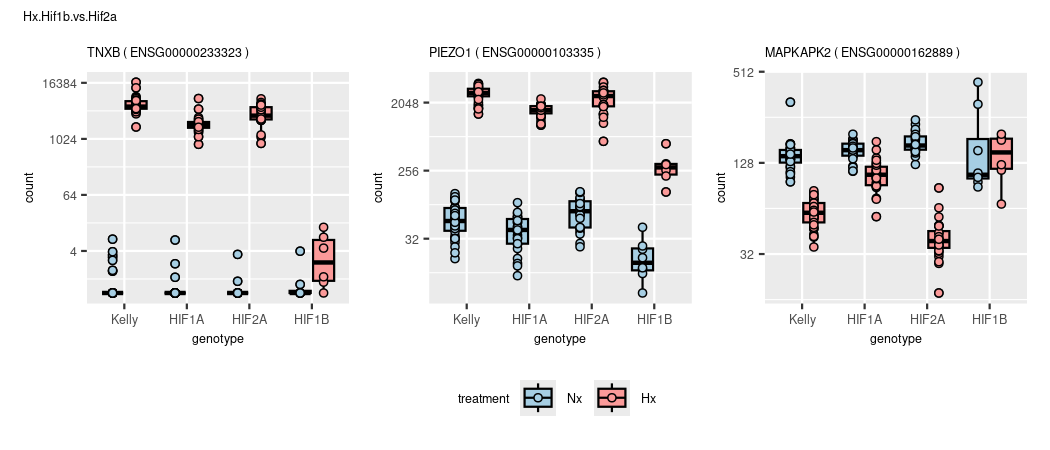 Hx.Hif1b.vs.Hif2a
TNXB ( ENSG00000233323 )
count
16384
1024
64
4
Kelly HIF1A HIF2A HIF1B
genotype
PIEZO1 ( ENSG00000103335 )
count
2048
256
32
Kelly HIF1A HIF2A HIF1B
genotype
MAPKAPK2 ( ENSG00000162889 )
count
512
128
32
Kelly HIF1A HIF2A HIF1B
genotype
treatment Nx Hx